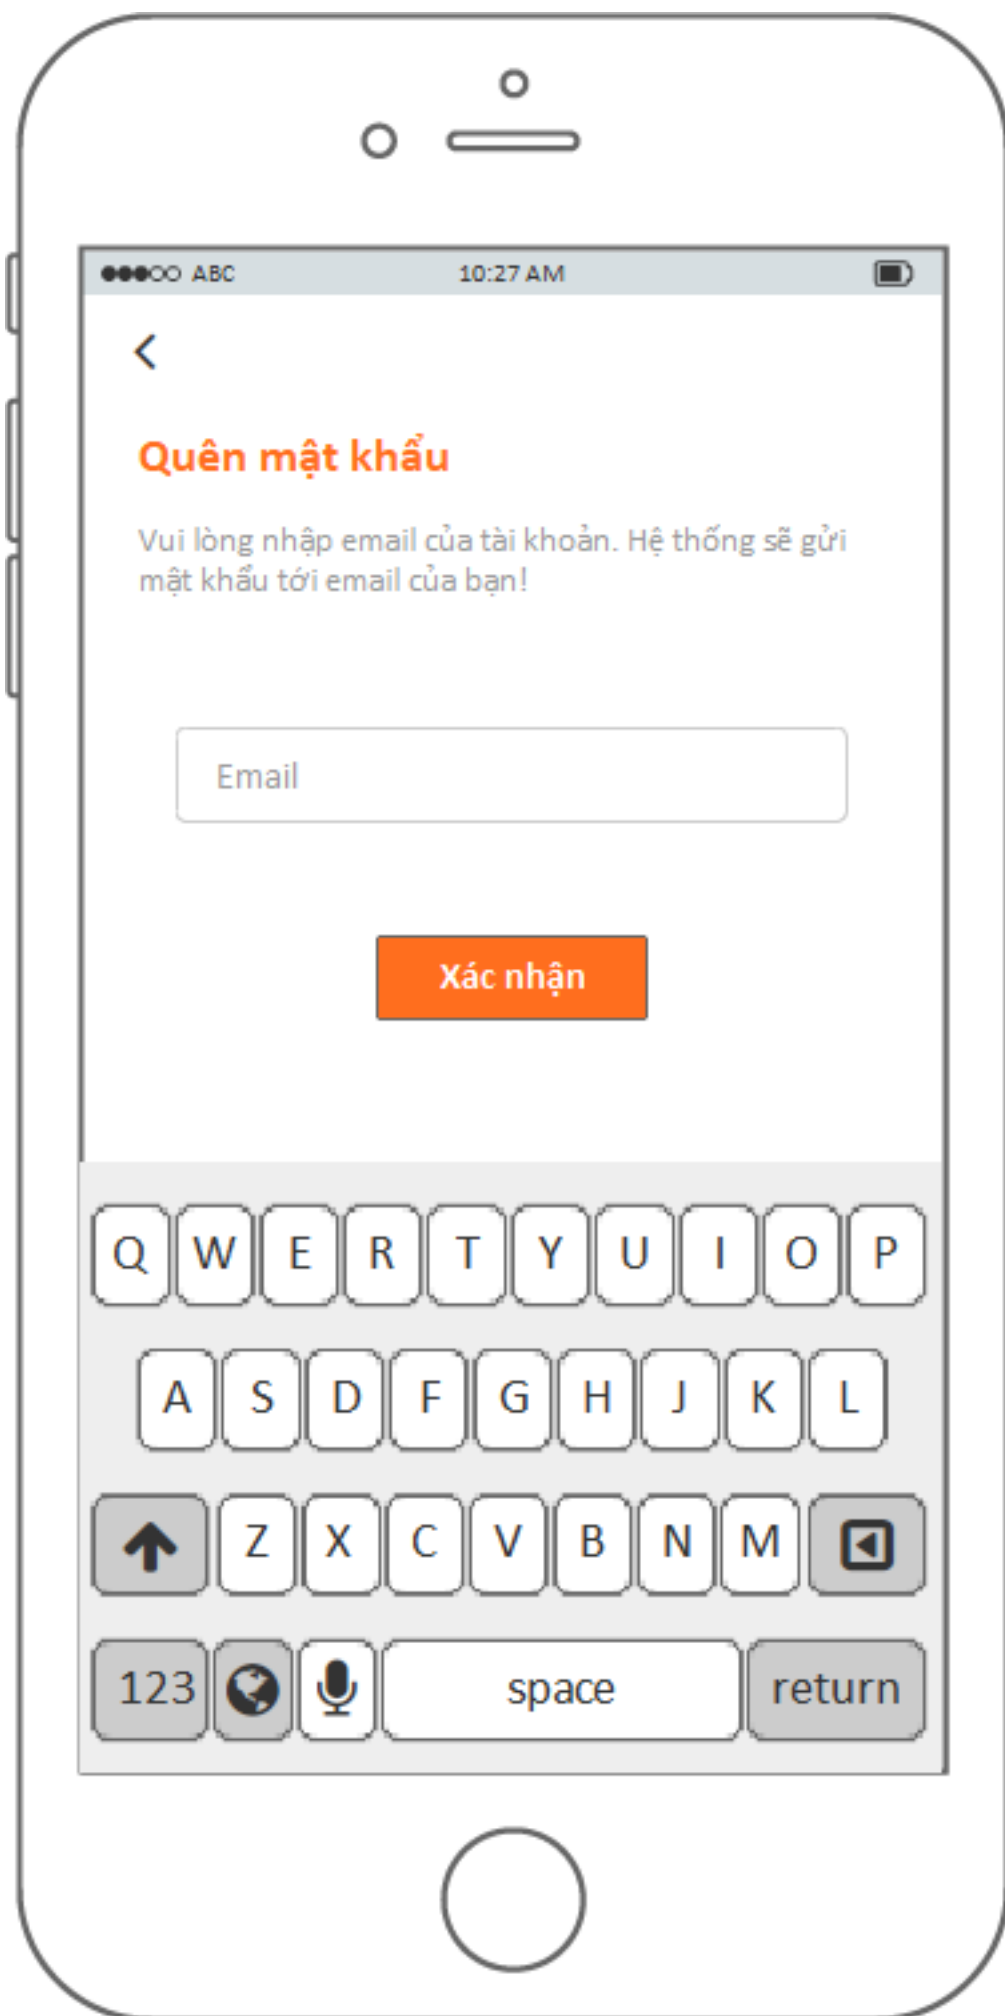 ABC 10:27 AM
Quên mật khẩu
Vui lòng nhập email của tài khoản. Hệ thống sẽ gửi
mật khẩu tới email của bạn!
Email
Xác nhận
Q W E R T Y U I O P
A S D F G H J K L
Z X C V B N M
123 space return